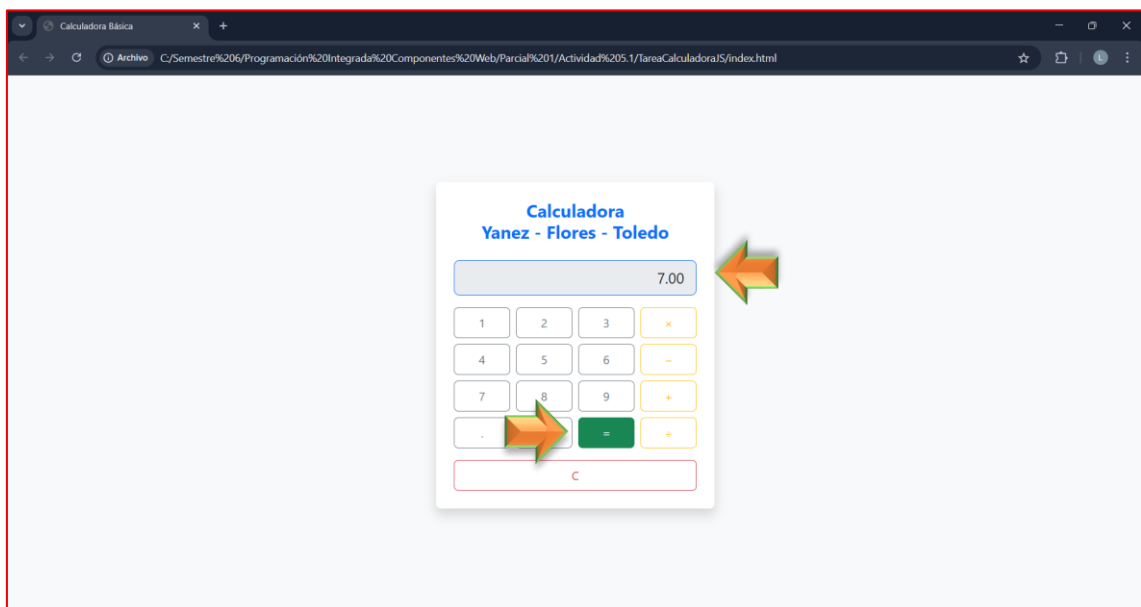 Calculadora Básica
Archivo C:/Semestre%206/Programación%20Integrada%20Componentes%20Web/Parcial%201/Actividad%205.1/TareaCalculadoraJS/index.html
L
Calculadora
Yanez - Flores - Toledo
7.00
1 2 3 ×
4 5 6 −
7 8 9 +
. = ÷
C